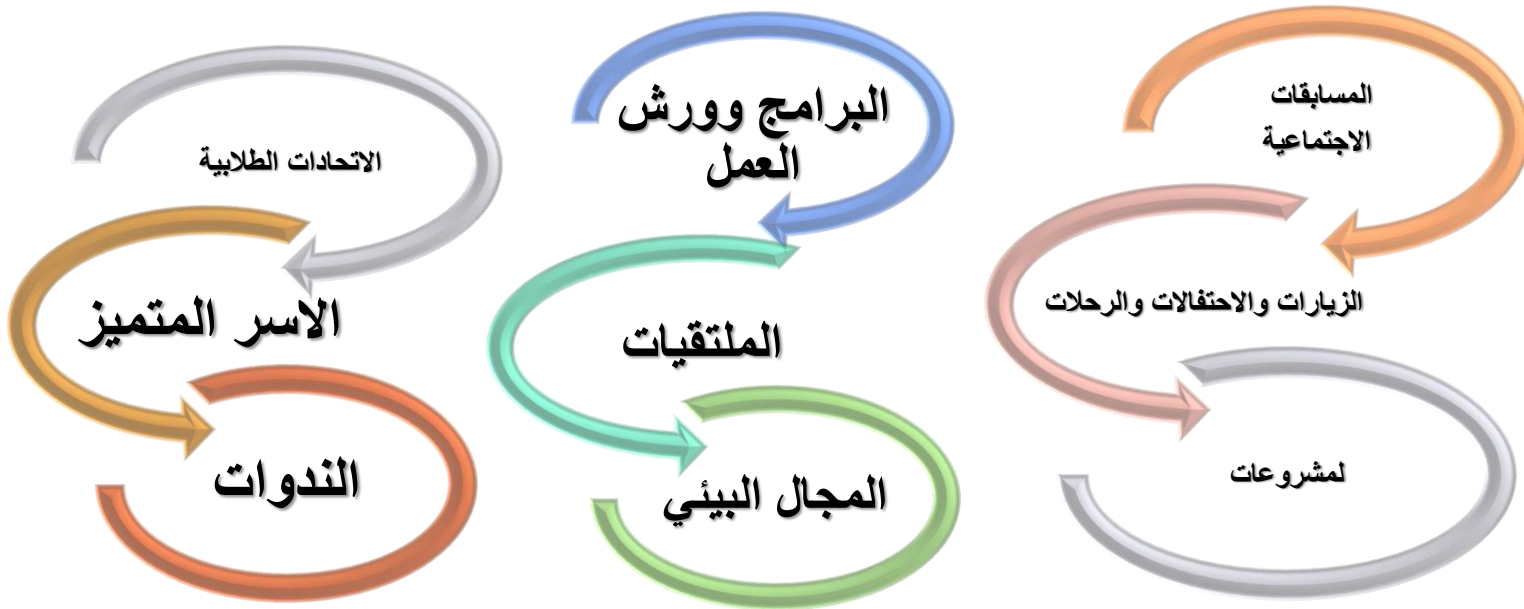 المسابقات
الاجتماعية
الزيارات والاحتفالات والرحلات
لمشروعات
البرامج وورش
العمل
الملتقيات
المجال البيئي
الاتحادات الطلابية
الاسر المتميز
الندوات